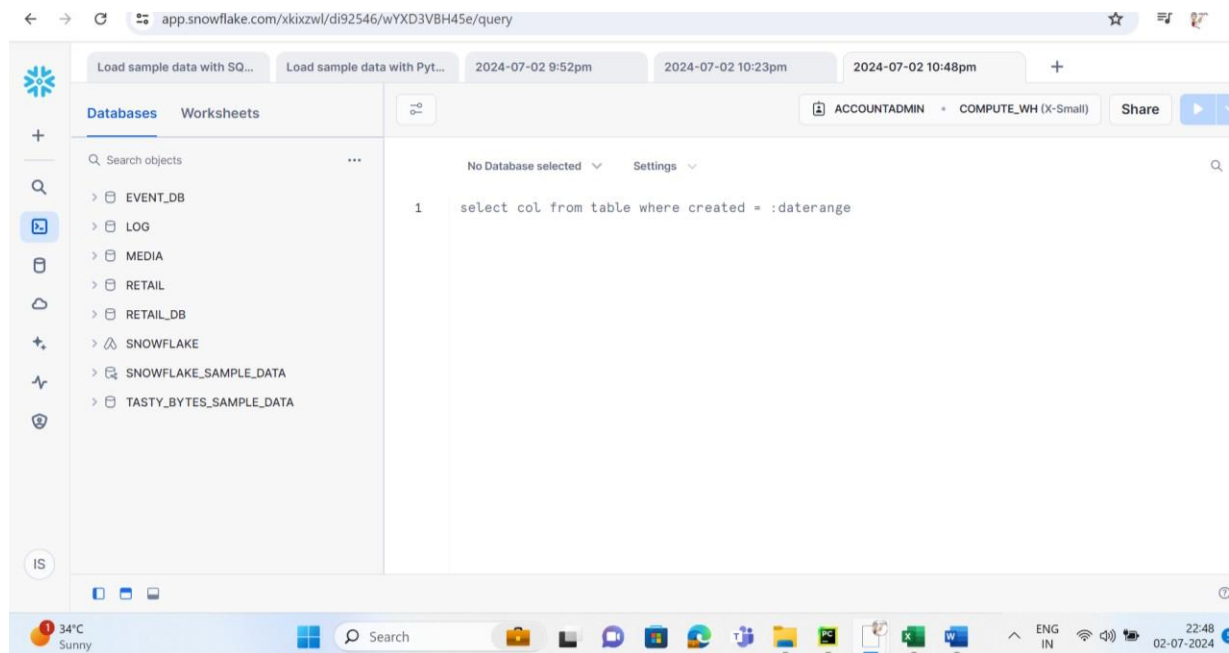 app.snowflake.com/xkixzwl/di92546/wYXD3VBH45e/query
Load sample data with SQ... Load sample data with Pyt... 2024-07-02 9:52pm 2024-07-02 10:23pm 2024-07-02 10:48pm
Databases Worksheets
ACCOUNTADMIN COMPUTE_WH (X-Small) Share
Search objects
No Database selected Settings
EVENT_DB
1 select col from table where created = :daterange
LOG
MEDIA
RETAIL
RETAIL_DB
SNOWFLAKE
SNOWFLAKE_SAMPLE_DATA
TASTY_BYTES_SAMPLE_DATA
IS
1
34°C
Sunny
Search
PC
ENG
IN
22:48
02-07-2024